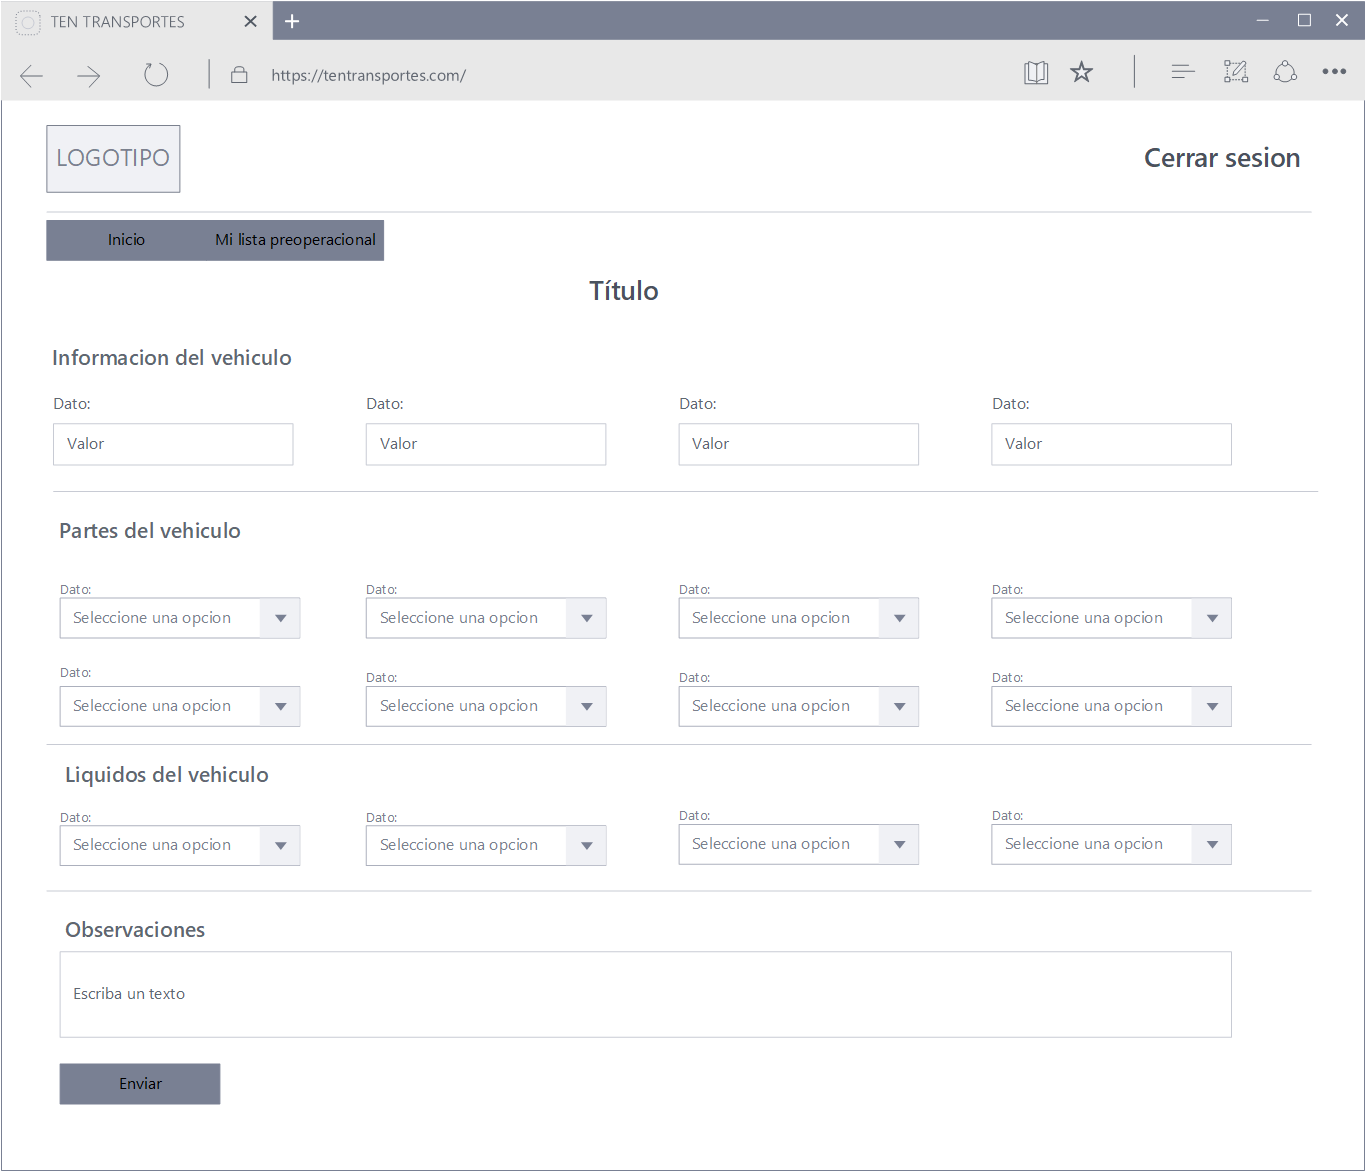 TEN TRANSPORTES
https://tentransportes.com/
LOGOTIPO
Cerrar sesion
Inicio Mi lista preoperacional
Título
Informacion del vehiculo
Dato: Dato: Dato: Dato:
Valor Valor Valor Valor
Partes del vehiculo
Dato: Dato: Dato: Dato:
Seleccione una opcion Seleccione una opcion Seleccione una opcion Seleccione una opcion
Dato: Dato: Dato: Dato:
Seleccione una opcion Seleccione una opcion Seleccione una opcion Seleccione una opcion
Liquidos del vehiculo
Dato: Dato: Dato: Dato:
Seleccione una opcion Seleccione una opcion Seleccione una opcion Seleccione una opcion
Observaciones
Escriba un texto
Enviar